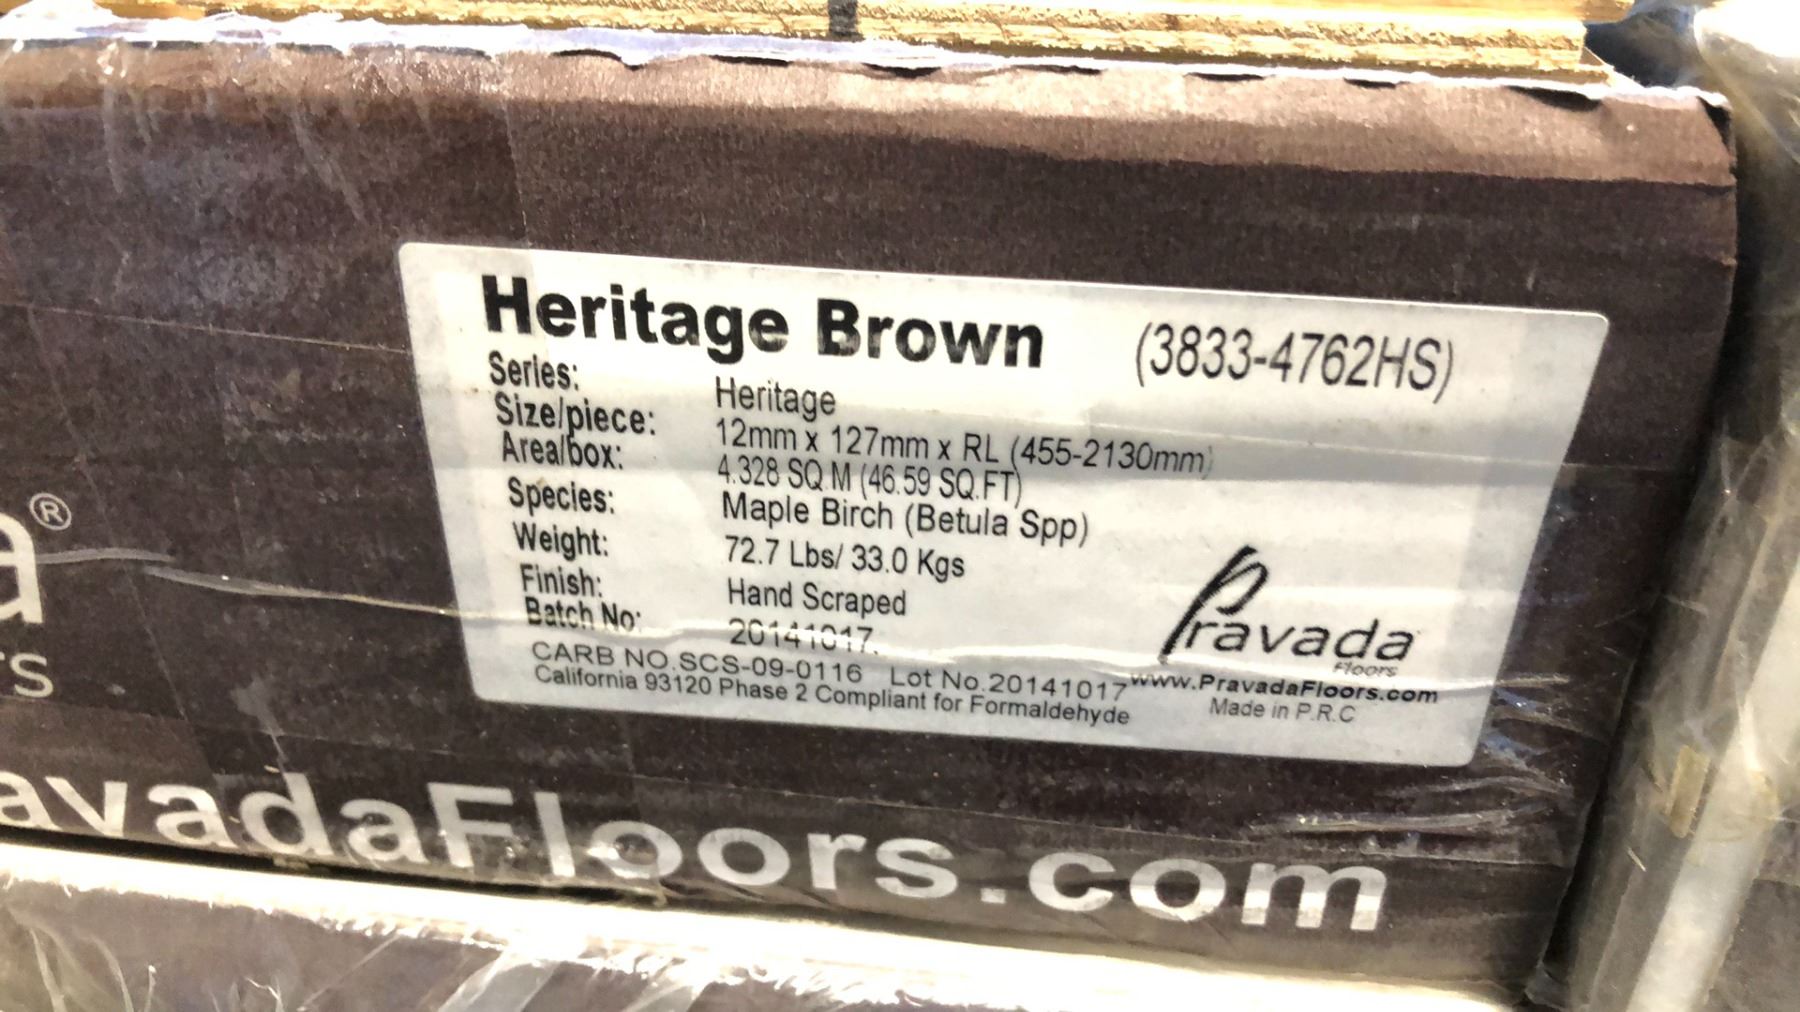 Heritage Brown (3833-4762HS)
Series: Heritage
Size/piece: 12mm x 127mm x RL (455-2130mm)
Area/box: 4.328 SQ.M (46.59 SQ.FT)
Species: Maple Birch (Betula Spp)
Weight: 72.7 Lbs/ 33.0 Kgs
Finish: Hand Scraped
Batch No: 20141017.
CARB NO.SCS-09-0116 Lot No.20141017
California 93120 Phase 2 Compliant for Formaldehyde
Pravada
Floors
www.PravadaFloors.com
Made in P.R.C
a®
rs
avadaFloors.com